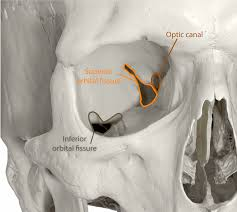 Optic canal
Superior
orbital fissure
Inferior
orbital fissure